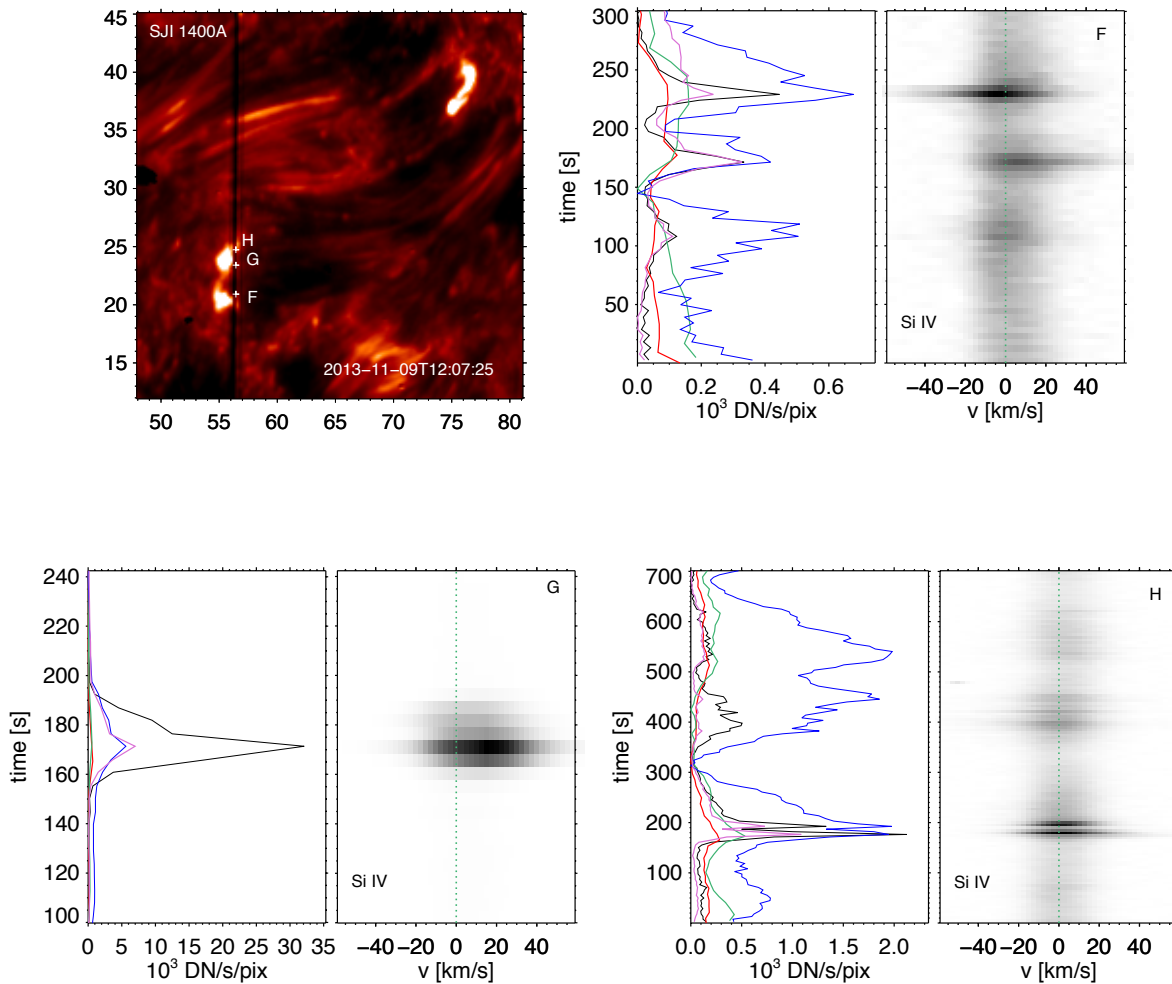 SJI 1400A
45
40
35
30
25
20
15
H
G
F
2013−11−09T12:07:25
50 55 60 65 70 75 80
300
250
200
150
100
50
time [s]
0.0 0.2 0.4 0.6
10³ DN/s/pix
F
Si IV
−40 −20 0 20 40
v [km/s]
240
220
200
180
160
140
120
100
time [s]
0 5 10 15 20 25 30 35
10³ DN/s/pix
G
Si IV
−40 −20 0 20 40
v [km/s]
700
600
500
400
300
200
100
time [s]
0.0 0.5 1.0 1.5 2.0
10³ DN/s/pix
H
Si IV
−40 −20 0 20 40
v [km/s]